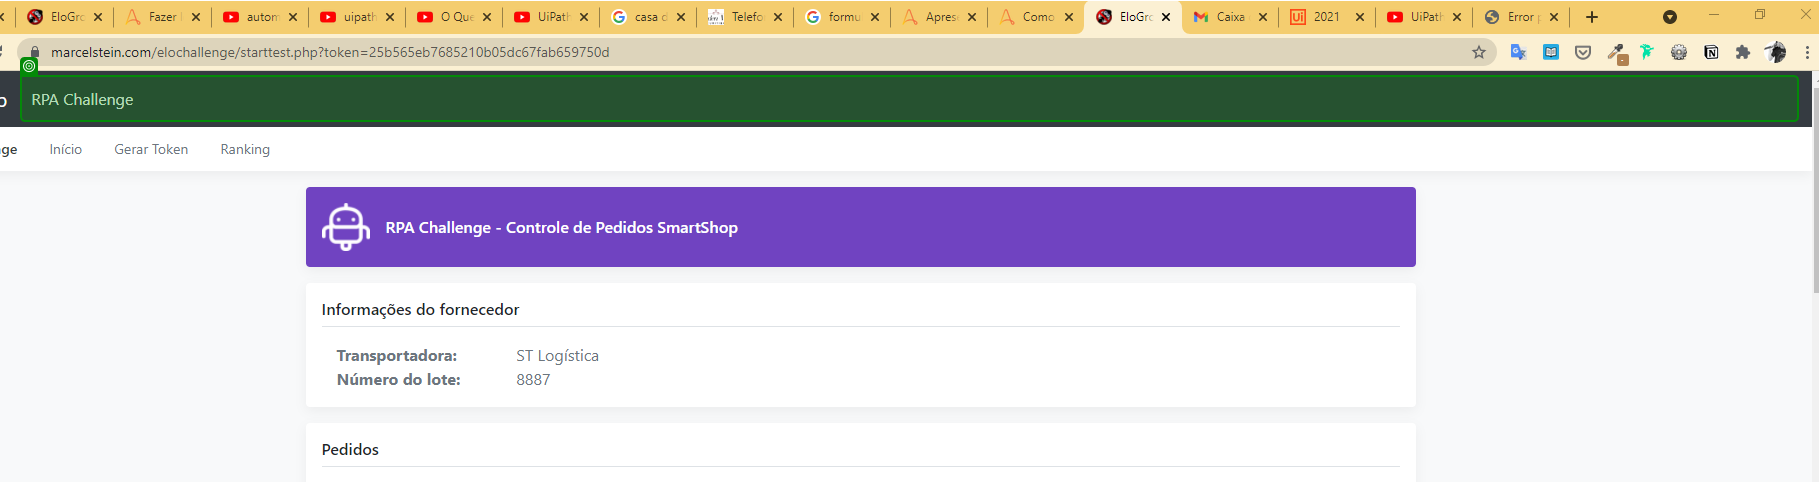 EloGro Fazer autom uipath O Que UiPath casa d Telefo formu Aprese Como EloGro Caixa 2021 UiPath Error p
marcelstein.com/elochallenge/starttest.php?token=25b565eb7685210b05dc67fab659750d
RPA Challenge
nge Início Gerar Token Ranking
RPA Challenge - Controle de Pedidos SmartShop
Informações do fornecedor
Transportadora: ST Logística
Número do lote: 8887
Pedidos